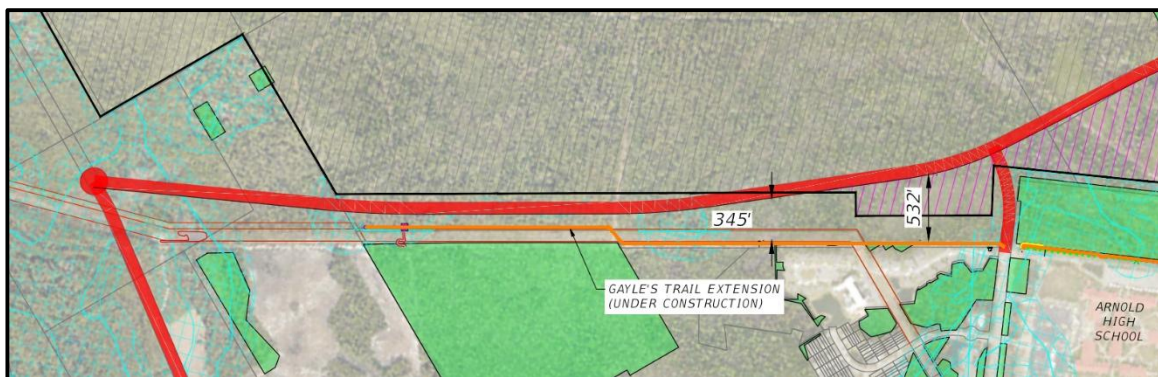 345'
532'
GAYLE'S TRAIL EXTENSION
(UNDER CONSTRUCTION)
ARNOLD
HIGH
SCHOOL